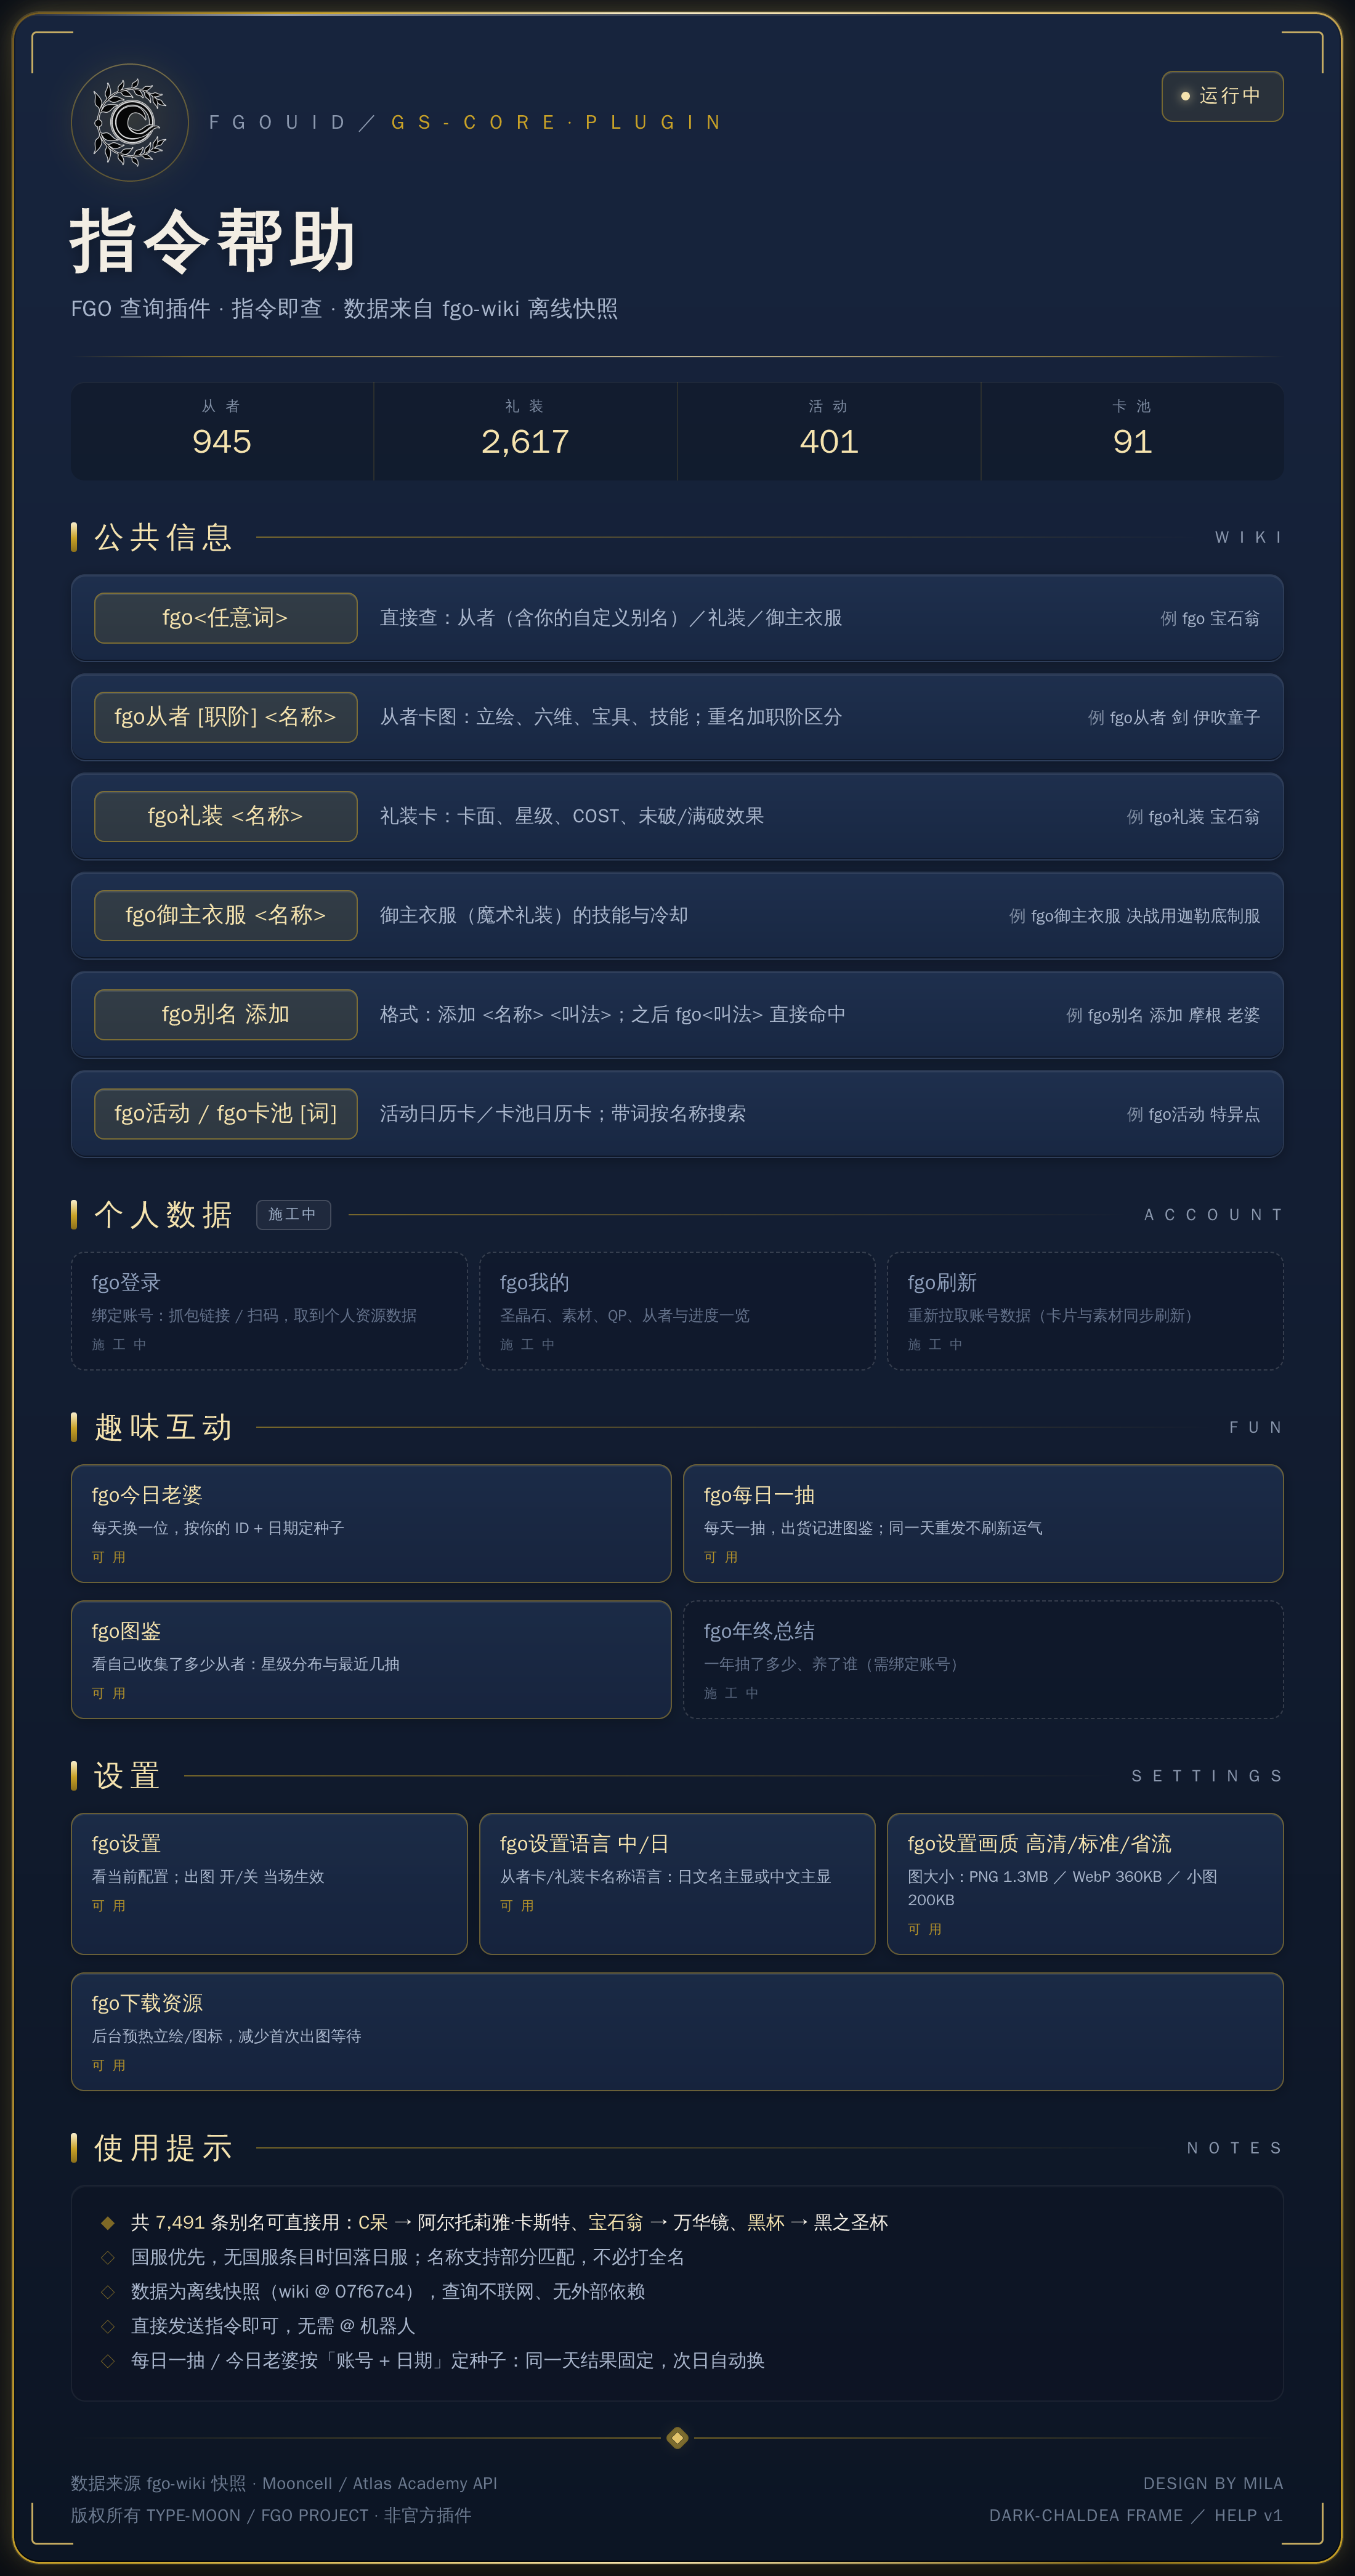 FGOUID／GS-CORE·PLUGIN
运行中
指令帮助
FGO 查询插件 · 指令即查 · 数据来自 fgo-wiki 离线快照
从者
945
礼装
2,617
活动
401
卡池
91
公共信息
WIKI
fgo<任意词>
直接查：从者（含你的自定义别名）／礼装／御主衣服
例 fgo 宝石翁
fgo从者 [职阶] <名称>
从者卡图：立绘、六维、宝具、技能；重名加职阶区分
例 fgo从者 剑 伊吹童子
fgo礼装 <名称>
礼装卡：卡面、星级、COST、未破/满破效果
例 fgo礼装 宝石翁
fgo御主衣服 <名称>
御主衣服（魔术礼装）的技能与冷却
例 fgo御主衣服 决战用迦勒底制服
fgo别名 添加
格式：添加 <名称> <叫法>；之后 fgo<叫法> 直接命中
例 fgo别名 添加 摩根 老婆
fgo活动 / fgo卡池 [词]
活动日历卡／卡池日历卡；带词按名称搜索
例 fgo活动 特异点
个人数据
施工中
ACCOUNT
fgo登录
绑定账号：抓包链接 / 扫码，取到个人资源数据
施工中
fgo我的
圣晶石、素材、QP、从者与进度一览
施工中
fgo刷新
重新拉取账号数据（卡片与素材同步刷新）
施工中
趣味互动
FUN
fgo今日老婆
每天换一位，按你的 ID + 日期定种子
可用
fgo每日一抽
每天一抽，出货记进图鉴；同一天重发不刷新运气
可用
fgo图鉴
看自己收集了多少从者：星级分布与最近几抽
可用
fgo年终总结
一年抽了多少、养了谁（需绑定账号）
施工中
设置
SETTINGS
fgo设置
看当前配置；出图 开/关 当场生效
可用
fgo设置语言 中/日
从者卡/礼装卡名称语言：日文名主显或中文主显
可用
fgo设置画质 高清/标准/省流
图大小：PNG 1.3MB ／ WebP 360KB ／ 小图
200KB
可用
fgo下载资源
后台预热立绘/图标，减少首次出图等待
可用
使用提示
NOTES
共 7,491 条别名可直接用：C呆 → 阿尔托莉雅·卡斯特、宝石翁 → 万华镜、黑杯 → 黑之圣杯
国服优先，无国服条目时回落日服；名称支持部分匹配，不必打全名
数据为离线快照（wiki @ 07f67c4），查询不联网、无外部依赖
直接发送指令即可，无需 @ 机器人
每日一抽 / 今日老婆按「账号 + 日期」定种子：同一天结果固定，次日自动换
数据来源 fgo-wiki 快照 · Mooncell / Atlas Academy API
DESIGN BY MILA
版权所有 TYPE-MOON / FGO PROJECT · 非官方插件
DARK-CHALDEA FRAME ／ HELP v1